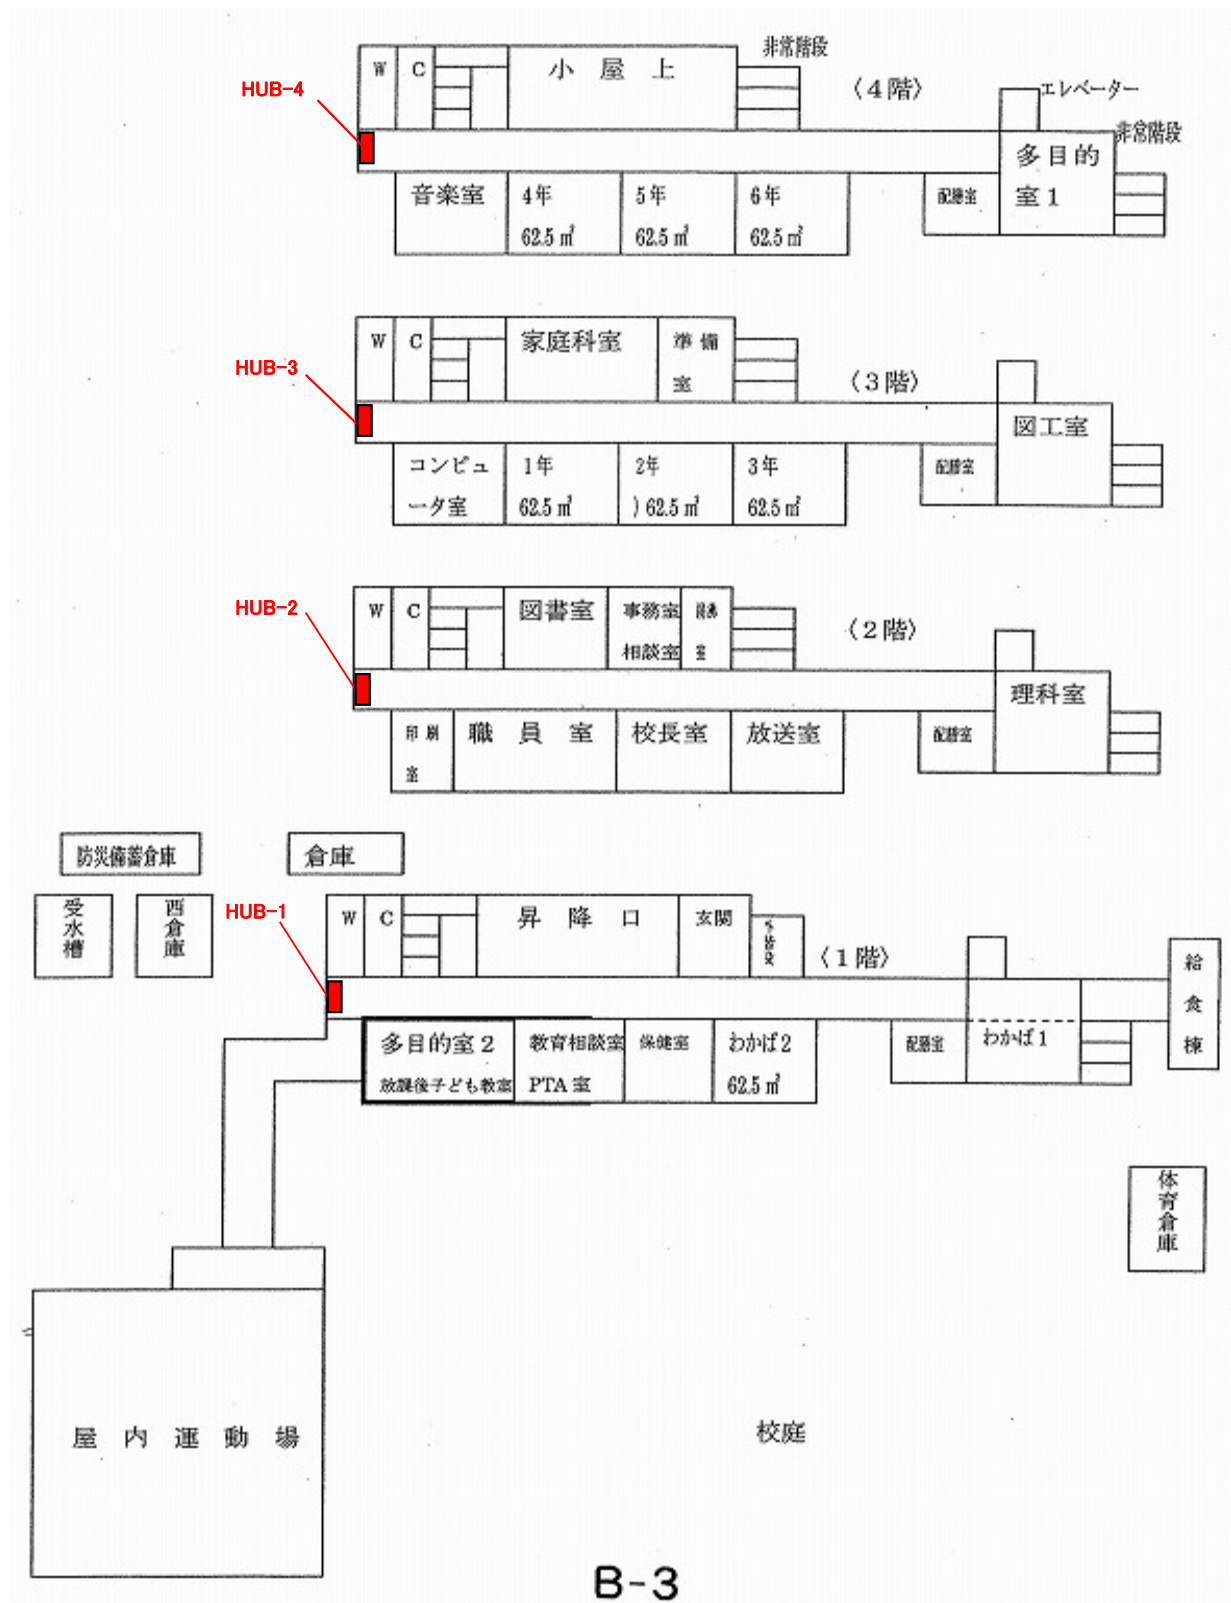 非常階段
W C
小屋上
〈4階〉
エレベーター
HUB-4
非常階段
多目的
室1
音楽室
4年
62.5㎡
5年
62.5㎡
6年
62.5㎡
配膳室
W C
家庭科室
準備
室
〈3階〉
HUB-3
図工室
コンピュ
ータ室
1年
62.5㎡
2年
)62.5㎡
3年
62.5㎡
配膳室
W C
図書室
事務室
相談室
〈2階〉
HUB-2
理科室
印刷
室
職員室
校長室
放送室
配膳室
防災備蓄倉庫
倉庫
受水槽
西倉庫
HUB-1
W C
昇降口
玄関
〈1階〉
給食棟
多目的室2
放課後子ども教室
教育相談室
PTA室
保健室
わかば2
62.5㎡
配膳室
わかば1
体育倉庫
屋内運動場
校庭
B-3